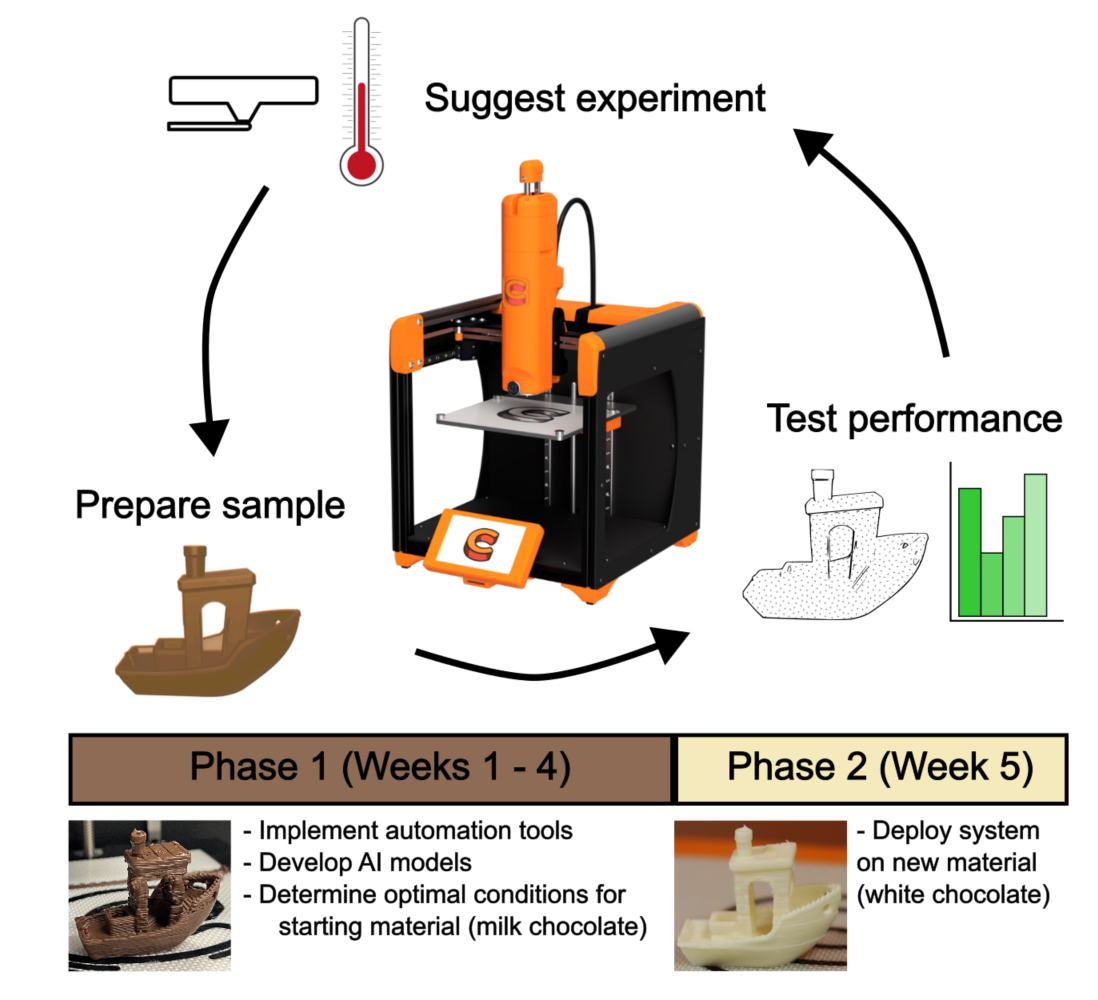 Suggest experiment
Test performance
Prepare sample
Phase 1 (Weeks 1 - 4)
Phase 2 (Week 5)
- Implement automation tools
- Develop AI models
- Determine optimal conditions for
starting material (milk chocolate)
- Deploy system
on new material
(white chocolate)